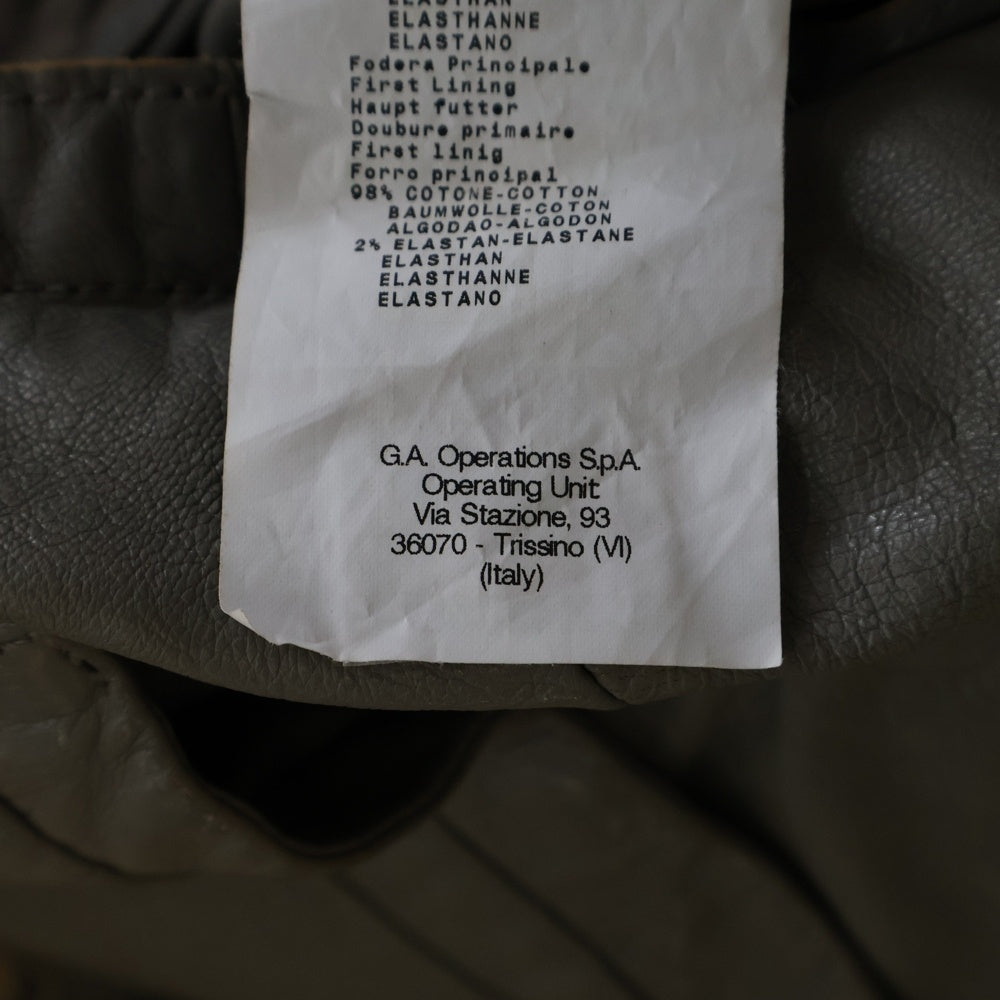 ELASTHAN
ELASTHANNE
ELASTANO
Fodera Principale
First Lining
Haupt futter
Doubure primaire
First linig
Forro principal
98% COTONE-COTTON
BAUMWOLLE-COTON
ALGODAO-ALGODON
2% ELASTAN-ELASTANE
ELASTHAN
ELASTHANNE
ELASTANO
G.A. Operations S.p.A.
Operating Unit
Via Stazione, 93
36070 - Trissino (VI)
(Italy)